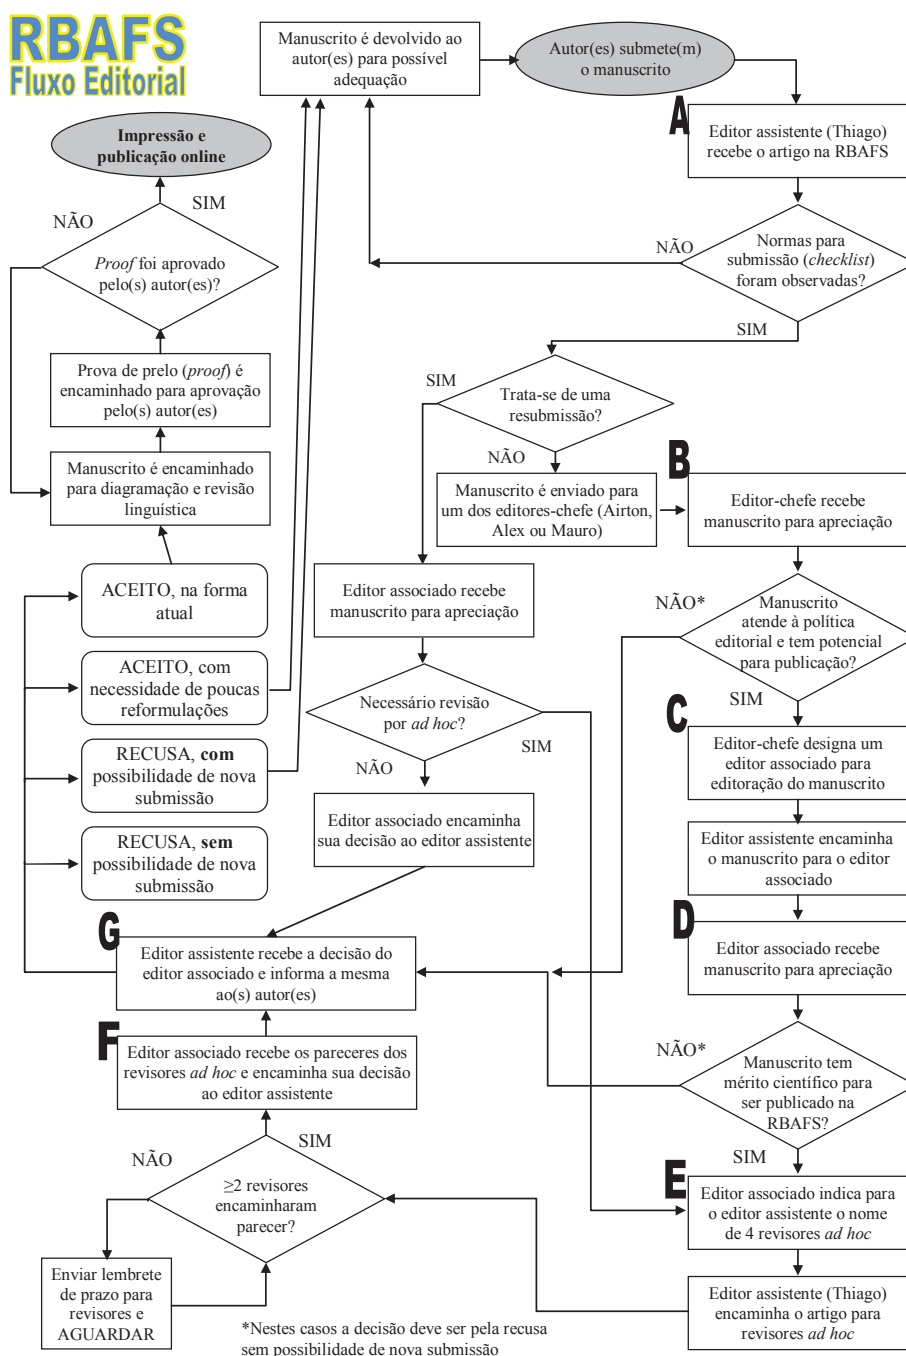 RBAFS
Fluxo Editorial
Manuscrito é devolvido ao
autor(es) para possível
adequação
Autor(es) submete(m)
o manuscrito
A
Editor assistente (Thiago)
recebe o artigo na RBAFS
Impressão e
publicação online
NÃO
SIM
Proof foi aprovado
pelo(s) autor(es)?
NÃO
Normas para
submissão (checklist)
foram observadas?
SIM
Prova de prelo (proof) é
encaminhado para aprovação
pelo(s) autor(es)
SIM
Trata-se de uma
resubmissão?
NÃO
Manuscrito é encaminhado
para diagramação e revisão
linguística
Manuscrito é enviado para
um dos editores-chefe (Airton,
Alex ou Mauro)
B
Editor-chefe recebe
manuscrito para apreciação
ACEITO, na forma
atual
Editor associado recebe
manuscrito para apreciação
NÃO*
Manuscrito
atende à política
editorial e tem potencial
para publicação?
SIM
ACEITO, com
necessidade de poucas
reformulações
Necessário revisão
por ad hoc?
SIM
NÃO
C
Editor-chefe designa um
editor associado para
editoração do manuscrito
RECUSA, com
possibilidade de nova
submissão
Editor associado encaminha
sua decisão ao editor assistente
Editor assistente encaminha
o manuscrito para o editor
associado
RECUSA, sem
possibilidade de nova
submissão
D
Editor associado recebe
manuscrito para apreciação
G
Editor assistente recebe a decisão do
editor associado e informa a mesma
ao(s) autor(es)
F
Editor associado recebe os pareceres dos
revisores ad hoc e encaminha sua decisão
ao editor assistente
NÃO*
Manuscrito tem
mérito científico para
ser publicado na
RBAFS?
SIM
NÃO
SIM
≥2 revisores
encaminharam
parecer?
E
Editor associado indica para
o editor assistente o nome
de 4 revisores ad hoc
Enviar lembrete
de prazo para
revisores e
AGUARDAR
Editor assistente (Thiago)
encaminha o artigo para
revisores ad hoc
*Nestes casos a decisão deve ser pela recusa
sem possibilidade de nova submissão